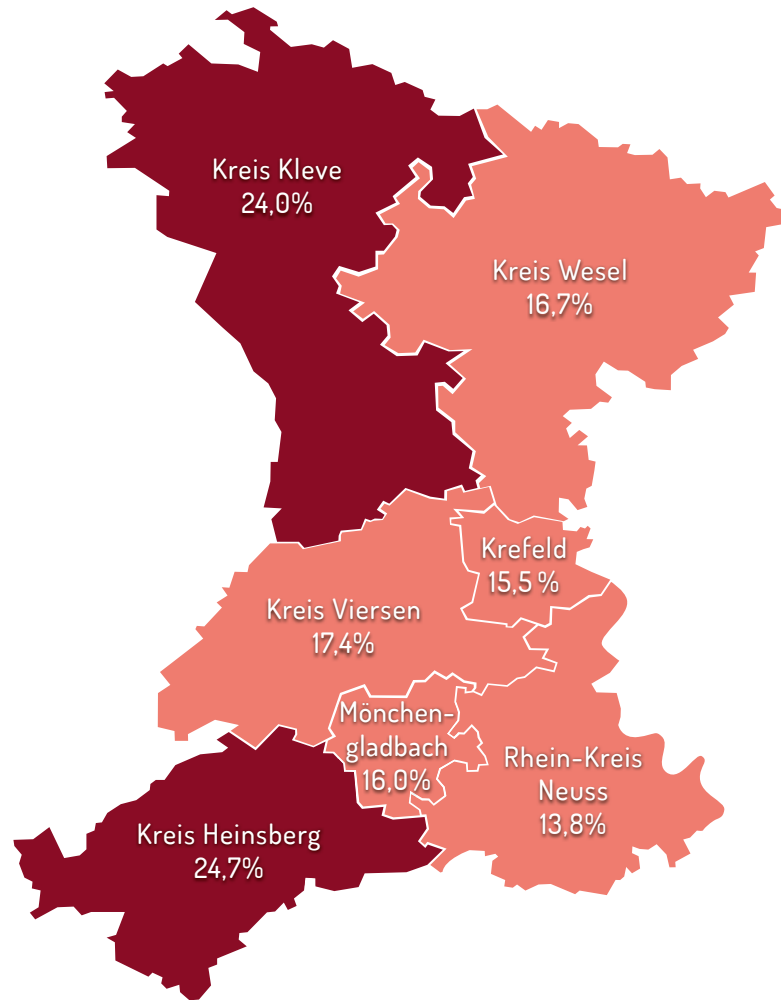 Kreis Kleve
24,0%
Kreis Wesel
16,7%
Krefeld
15,5 %
Kreis Viersen
17,4%
Mönchen-
gladbach
16,0%
Rhein-Kreis
Neuss
13,8%
Kreis Heinsberg
24,7%